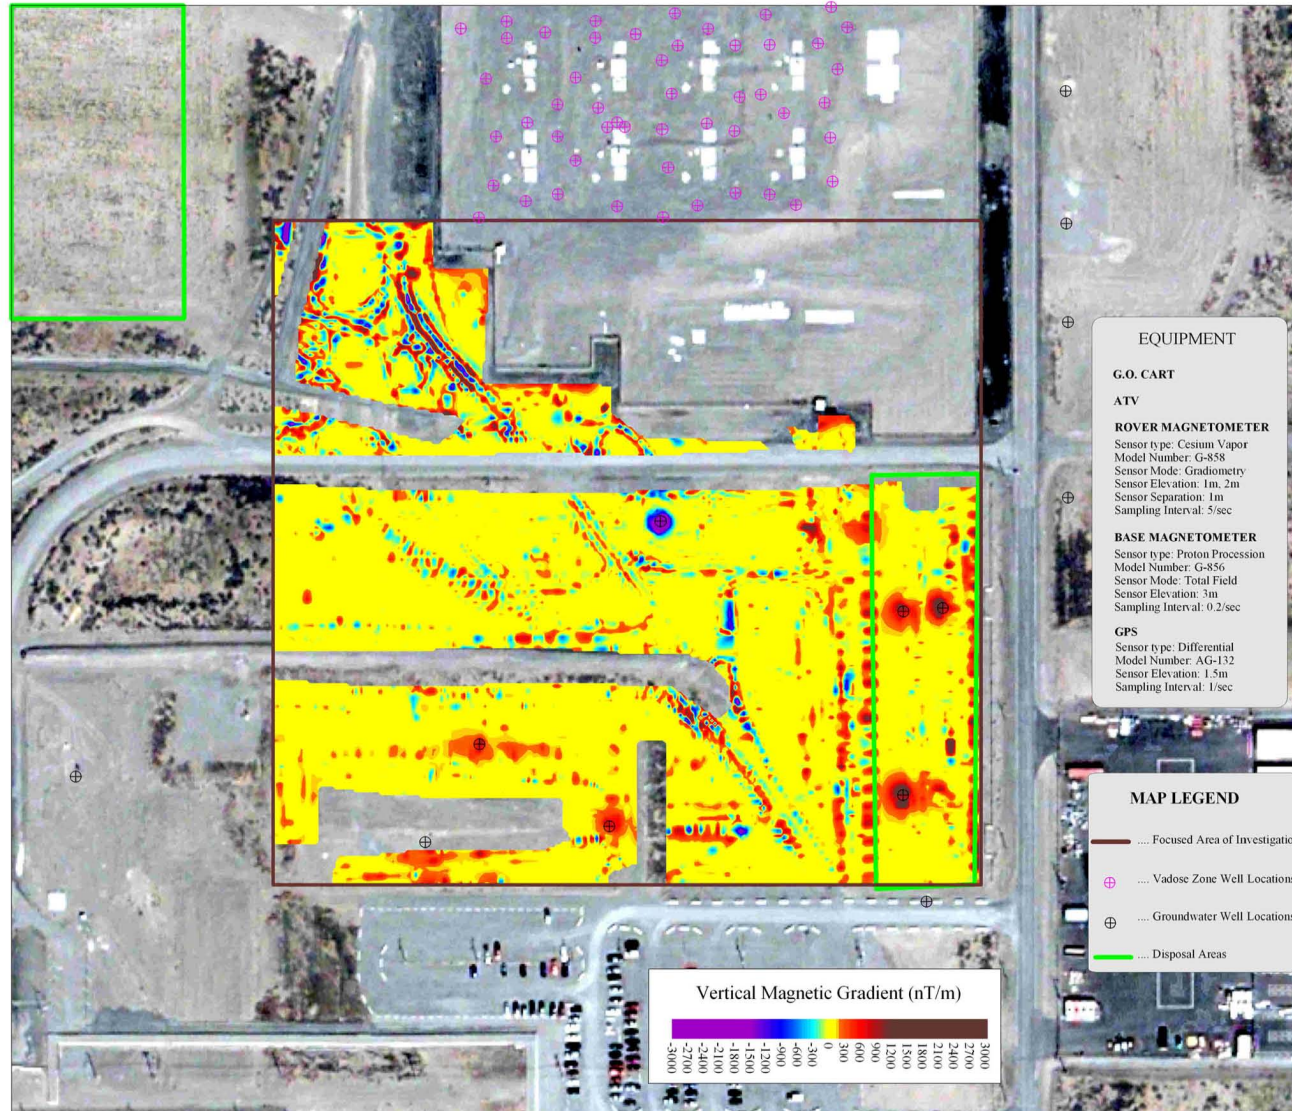 EQUIPMENT
G.O. CART
ATV
ROVER MAGNETOMETER
Sensor type: Cesium Vapor
Model Number: G-858
Sensor Mode: Gradiometry
Sensor Elevation: 1m, 2m
Sensor Separation: 1m
Sampling Interval: 5/sec
BASE MAGNETOMETER
Sensor type: Proton Procession
Model Number: G-856
Sensor Mode: Total Field
Sensor Elevation: 3m
Sampling Interval: 0.2/sec
GPS
Sensor type: Differential
Model Number: AG-132
Sensor Elevation: 1.5m
Sampling Interval: 1/sec
MAP LEGEND
.... Focused Area of Investigatio
.... Vadose Zone Well Locations
.... Groundwater Well Locations
.... Disposal Areas
Vertical Magnetic Gradient (nT/m)
-3000 -2700 -2400 -2100 -1800 -1500 -1200 -900 -600 -300 0 300 600 900 1200 1500 1800 2100 2400 2700 3000